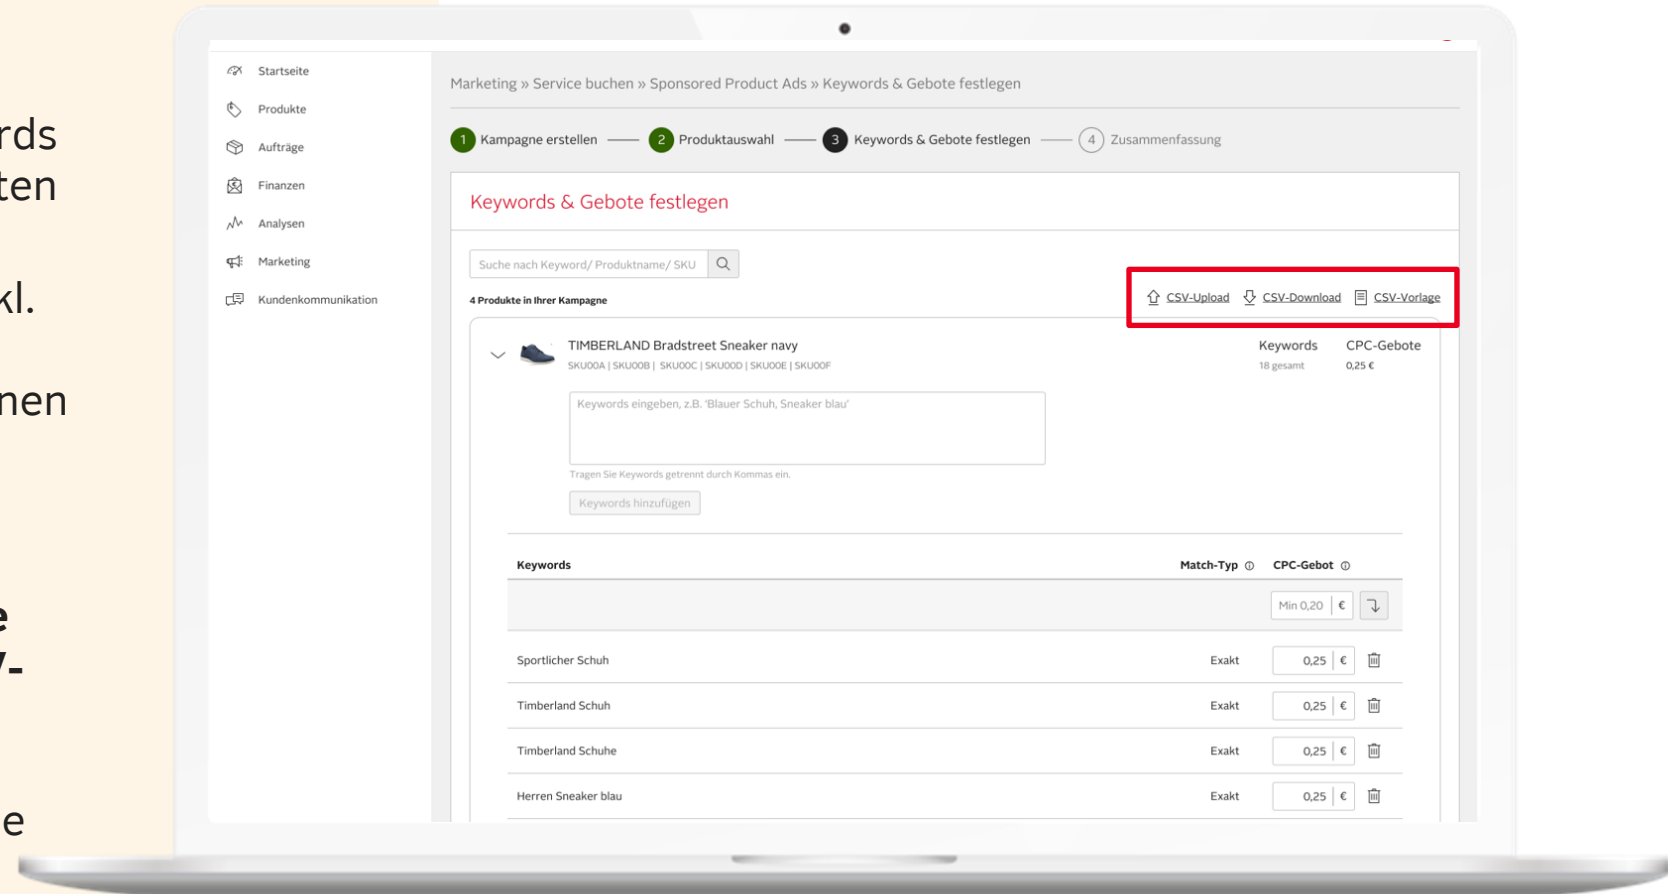 rds
ten
kl.
nen
e
-
e
Startseite
Produkte
Aufträge
Finanzen
Analysen
Marketing
Kundenkommunikation
Marketing » Service buchen » Sponsored Product Ads » Keywords & Gebote festlegen
1 Kampagne erstellen 2 Produktauswahl 3 Keywords & Gebote festlegen 4 Zusammenfassung
Keywords & Gebote festlegen
Suche nach Keyword/ Produktname/ SKU
4 Produkte in Ihrer Kampagne
CSV-Upload CSV-Download CSV-Vorlage
TIMBERLAND Bradstreet Sneaker navy Keywords CPC-Gebote
SKU00A | SKU00B | SKU00C | SKU00D | SKU00E | SKU00F 18 gesamt 0,25 €
Keywords eingeben, z.B. 'Blauer Schuh, Sneaker blau'
Tragen Sie Keywords getrennt durch Kommas ein.
Keywords hinzufügen
Keywords Match-Typ CPC-Gebot
Min 0,20 €
Sportlicher Schuh Exakt 0,25 €
Timberland Schuh Exakt 0,25 €
Timberland Schuhe Exakt 0,25 €
Herren Sneaker blau Exakt 0,25 €